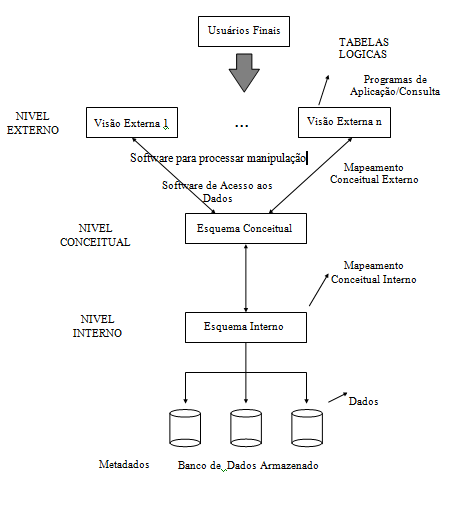 Usuários Finais
TABELAS
LOGICAS
Programas de
Aplicação/Consulta
NIVEL
EXTERNO
Visão Externa 1
...
Visão Externa n
Software para processar manipulação
Mapeamento
Conceitual Externo
Software de Acesso aos
Dados
NIVEL
CONCEITUAL
Esquema Conceitual
Mapeamento
Conceitual Interno
NIVEL
INTERNO
Esquema Interno
Dados
Metadados
Banco de Dados Armazenado